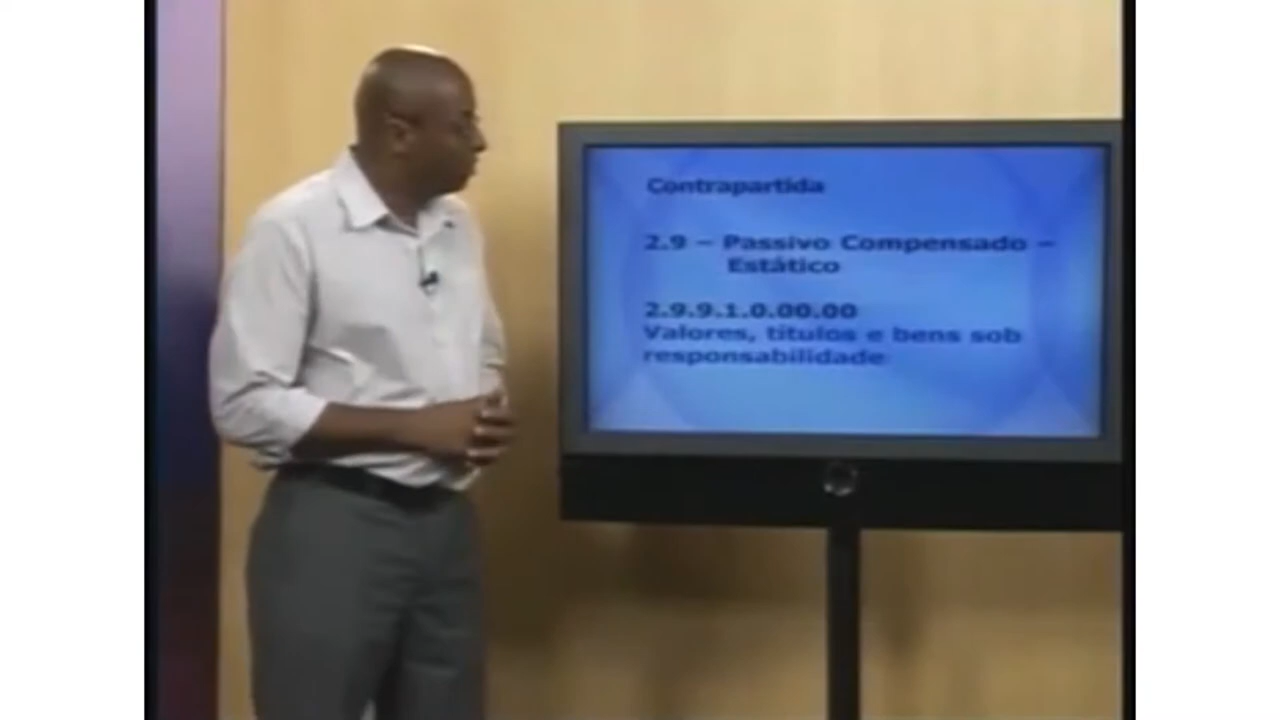 Contrapartida
2.9 – Passivo Compensado –
Estático
2.9.9.1.0.00.00
Valores, títulos e bens sob
responsabilidade